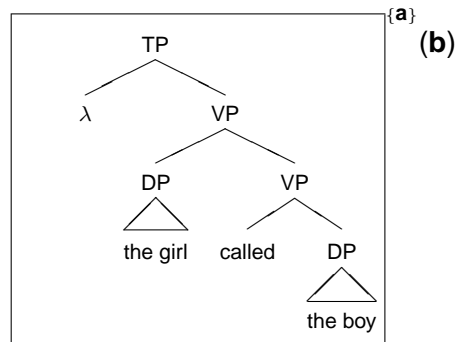 {a}
(b)
TP
λ
VP
DP
VP
the girl
called
DP
the boy